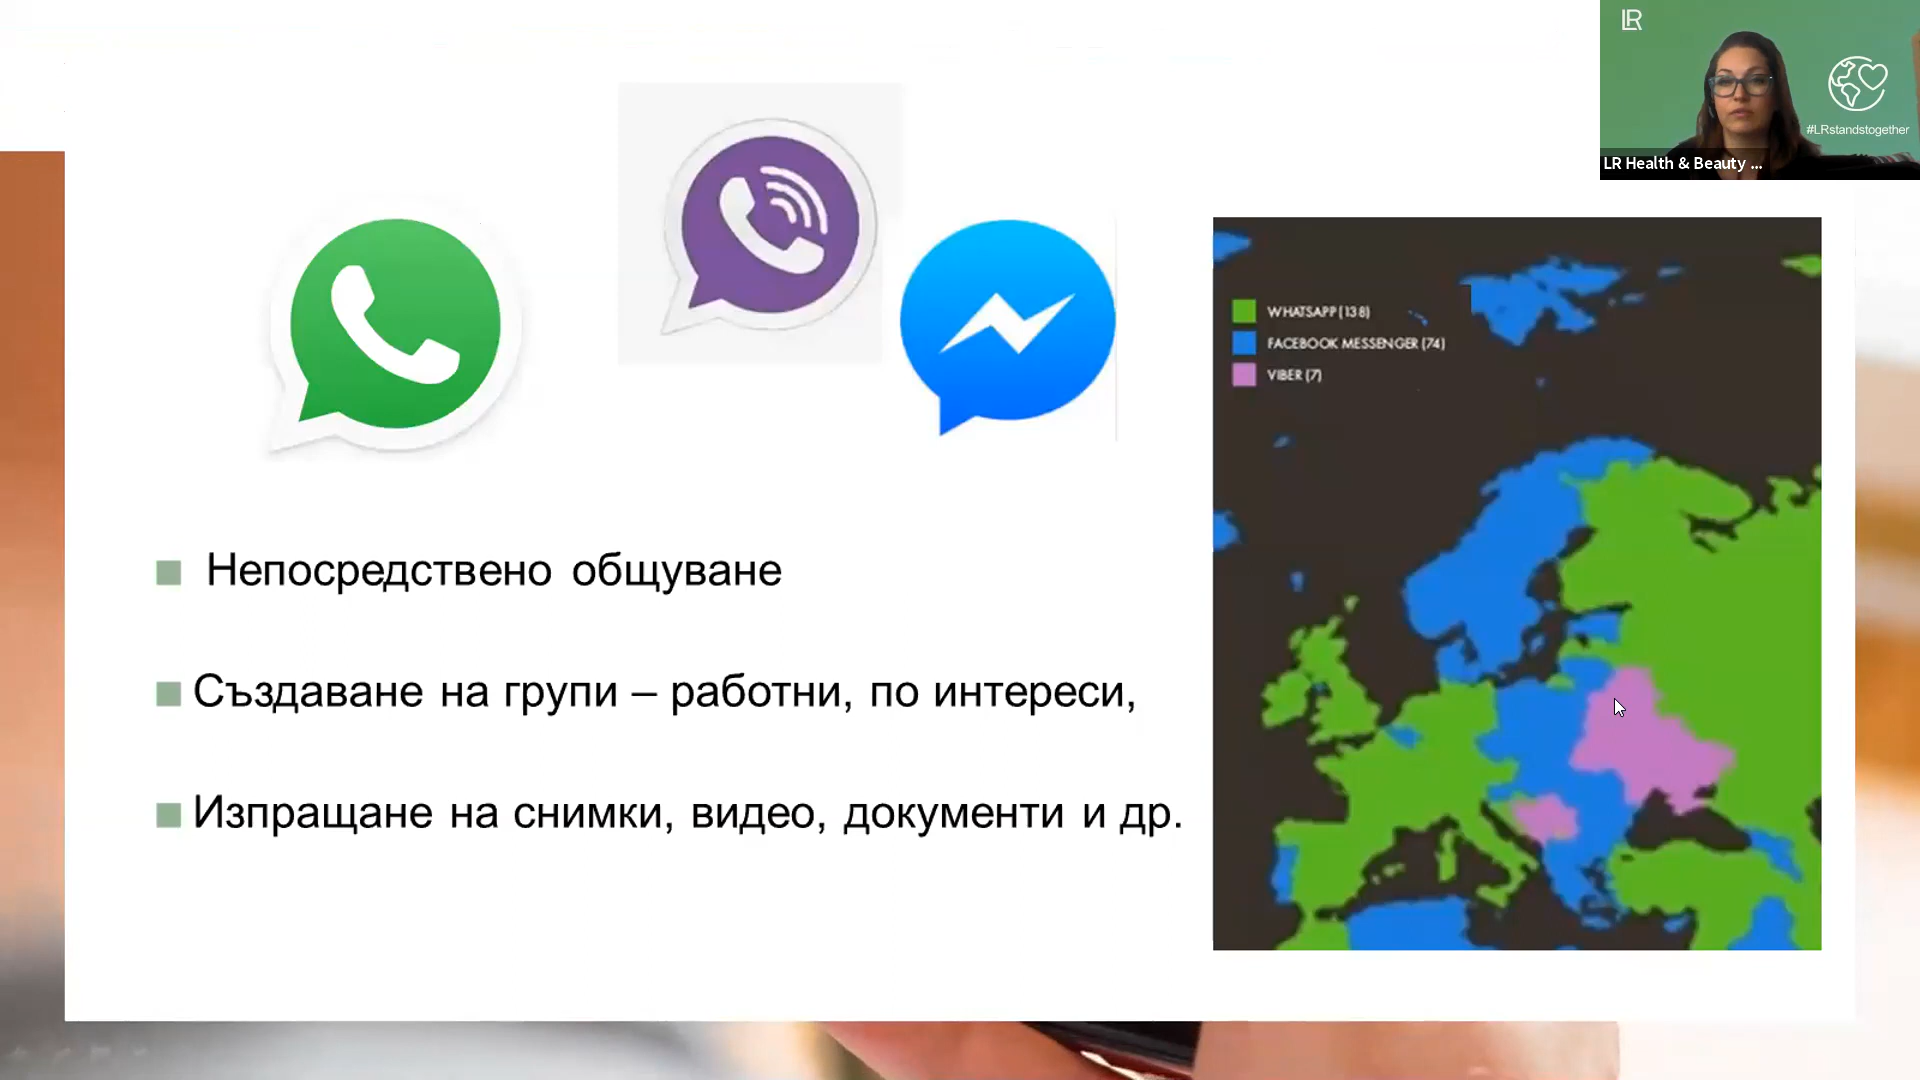 LR
#LRstandstogether
LR Health & Beauty ...
WHATSAPP (138)
FACEBOOK MESSENGER (74)
VIBER (7)
Непосредствено общуване
Създаване на групи – работни, по интереси,
Изпращане на снимки, видео, документи и др.